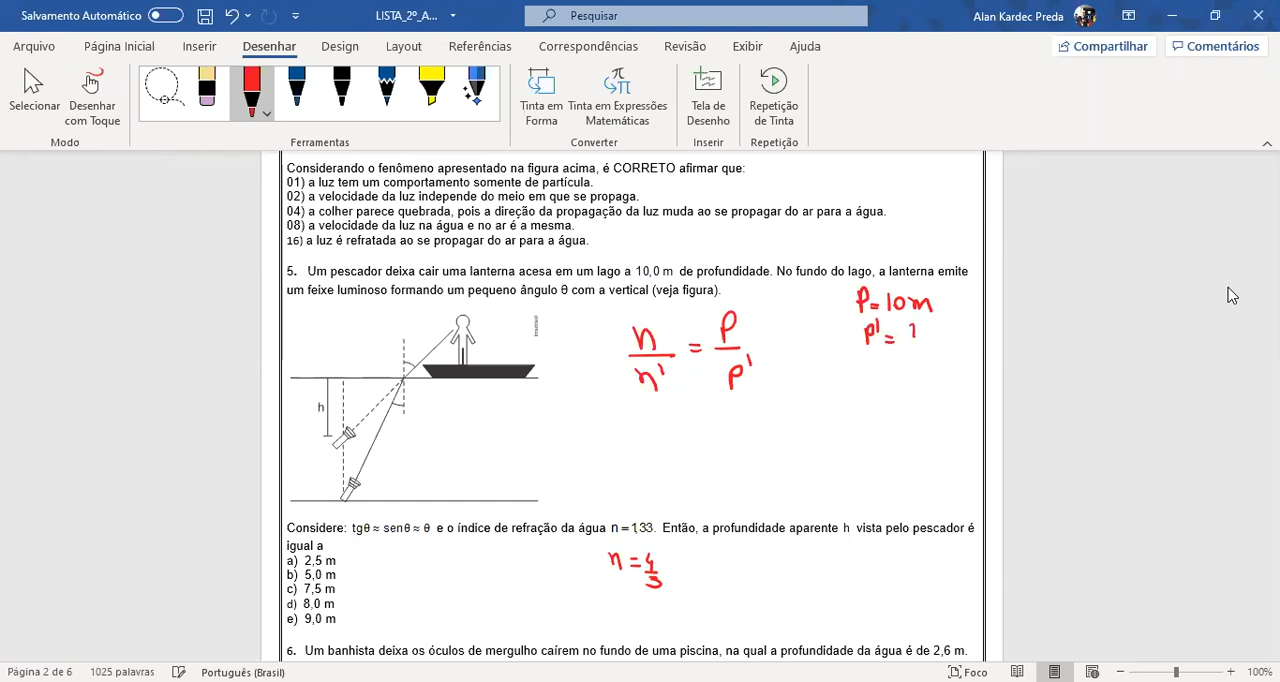 Salvamento Automático
LISTA_2º_A...
Pesquisar
Alan Kardec Preda
Arquivo Página Inicial Inserir Desenhar Design Layout Referências Correspondências Revisão Exibir Ajuda
Compartilhar Comentários
Selecionar
Desenhar
com Toque
Tinta em
Forma
Tinta em Expressões
Matemáticas
Tela de
Desenho
Repetição
de Tinta
Modo Ferramentas Converter Inserir Repetição
Considerando o fenômeno apresentado na figura acima, é CORRETO afirmar que:
01) a luz tem um comportamento somente de partícula.
02) a velocidade da luz independe do meio em que se propaga.
04) a colher parece quebrada, pois a direção da propagação da luz muda ao se propagar do ar para a água.
08) a velocidade da luz na água e no ar é a mesma.
16) a luz é refratada ao se propagar do ar para a água.
5. Um pescador deixa cair uma lanterna acesa em um lago a 10,0 m de profundidade. No fundo do lago, a lanterna emite
um feixe luminoso formando um pequeno ângulo θ com a vertical (veja figura).
P = 10m
P' = ?
n/n' = P/P'
h
Considere: tgθ ≈ senθ ≈ θ e o índice de refração da água n = 1,33. Então, a profundidade aparente h vista pelo pescador é
igual a
n = 4/3
a) 2,5 m
b) 5,0 m
c) 7,5 m
d) 8,0 m
e) 9,0 m
6. Um banhista deixa os óculos de mergulho caírem no fundo de uma piscina, na qual a profundidade da água é de 2,6 m.
Página 2 de 6 1025 palavras Português (Brasil) Foco 100%